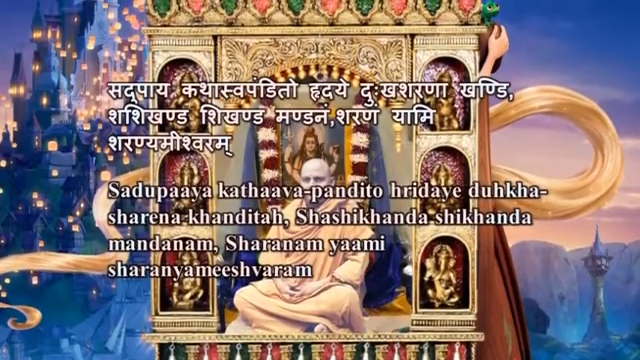 सदुपाय कथास्वपंडितो हृदये दुःखशरणा खण्डि,
शशिखण्ड शिखण्ड मण्डनं,शरण यामि
शरण्यमीश्वरम्
Sadupaaya kathaava-pandito hridaye duhkha-
sharena khanditah, Shashikhanda shikhanda
mandanam, Sharanam yaami
sharanyameeshvaram